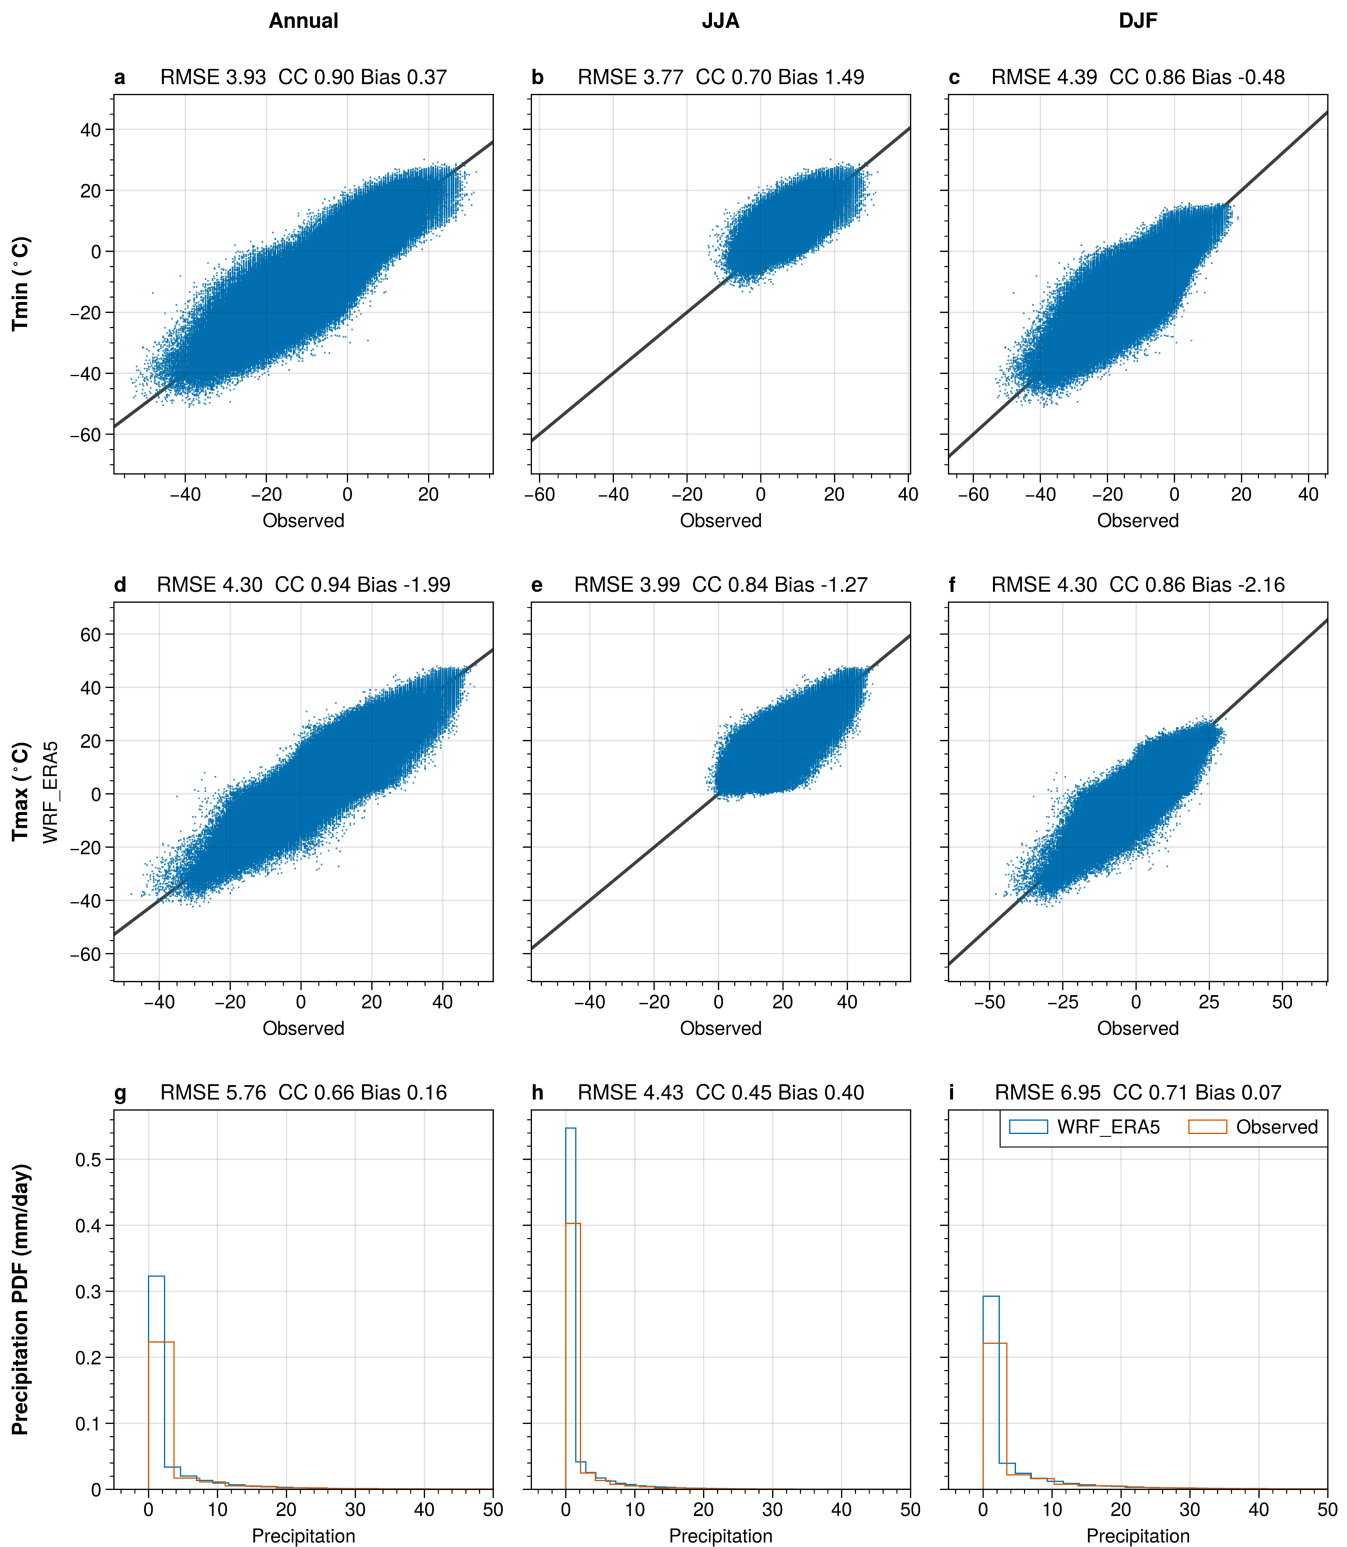 Annual JJA DJF
a RMSE 3.93 CC 0.90 Bias 0.37
b RMSE 3.77 CC 0.70 Bias 1.49
c RMSE 4.39 CC 0.86 Bias -0.48
Tmin (°C)
40
20
0
−20
−40
−60
−40 −20 0 20
−60 −40 −20 0 20 40
−60 −40 −20 0 20 40
Observed Observed Observed
d RMSE 4.30 CC 0.94 Bias -1.99
e RMSE 3.99 CC 0.84 Bias -1.27
f RMSE 4.30 CC 0.86 Bias -2.16
Tmax (°C)
WRF_ERA5
60
40
20
0
−20
−40
−60
−40 −20 0 20 40
−40 −20 0 20 40
−50 −25 0 25 50
Observed Observed Observed
g RMSE 5.76 CC 0.66 Bias 0.16
h RMSE 4.43 CC 0.45 Bias 0.40
i RMSE 6.95 CC 0.71 Bias 0.07
WRF_ERA5 Observed
Precipitation PDF (mm/day)
0.5
0.4
0.3
0.2
0.1
0
0 10 20 30 40 50
0 10 20 30 40 50
0 10 20 30 40 50
Precipitation Precipitation Precipitation